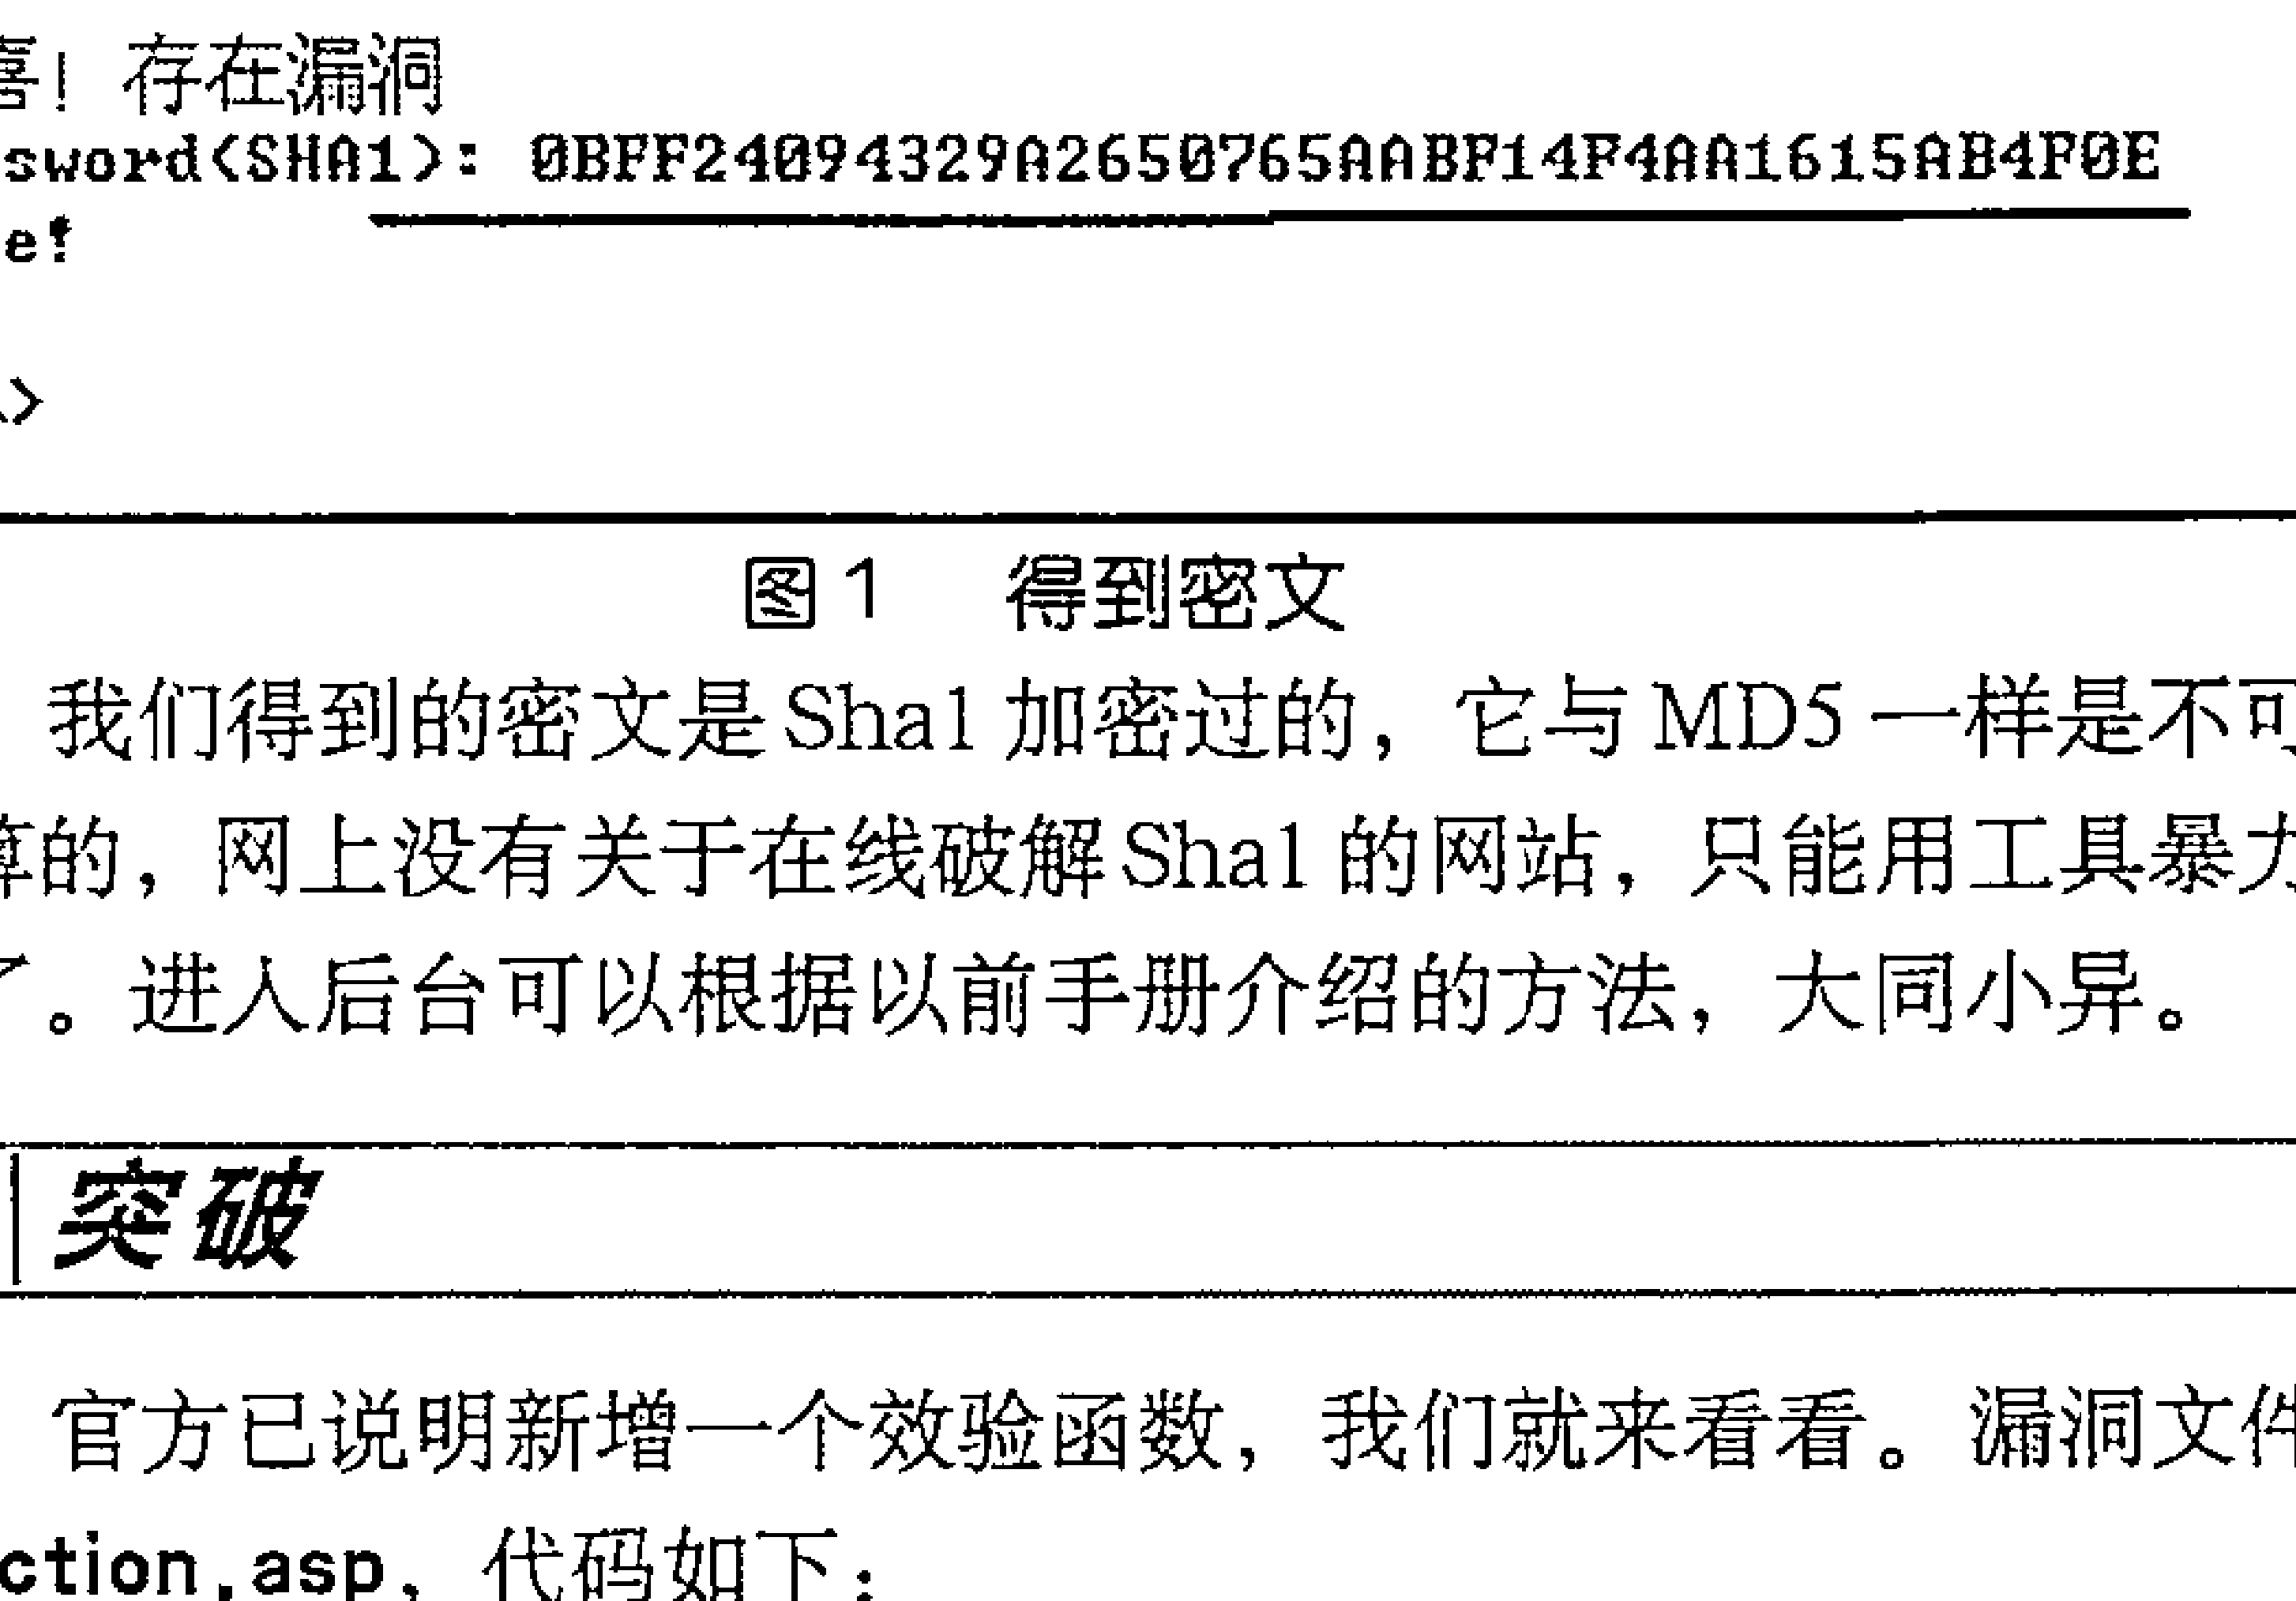 喜！存在漏洞
sword(SHA1): 0BFF24094329A2650765AABF14F4AA1615AB4F0E
e!
>
图1 得到密文
我们得到的密文是Sha1加密过的，它与MD5一样是不可
算的，网上没有关于在线破解Sha1的网站，只能用工具暴力
了。进入后台可以根据以前手册介绍的方法，大同小异。
突破
官方已说明新增一个效验函数，我们就来看看。漏洞文件
ction.asp，代码如下：